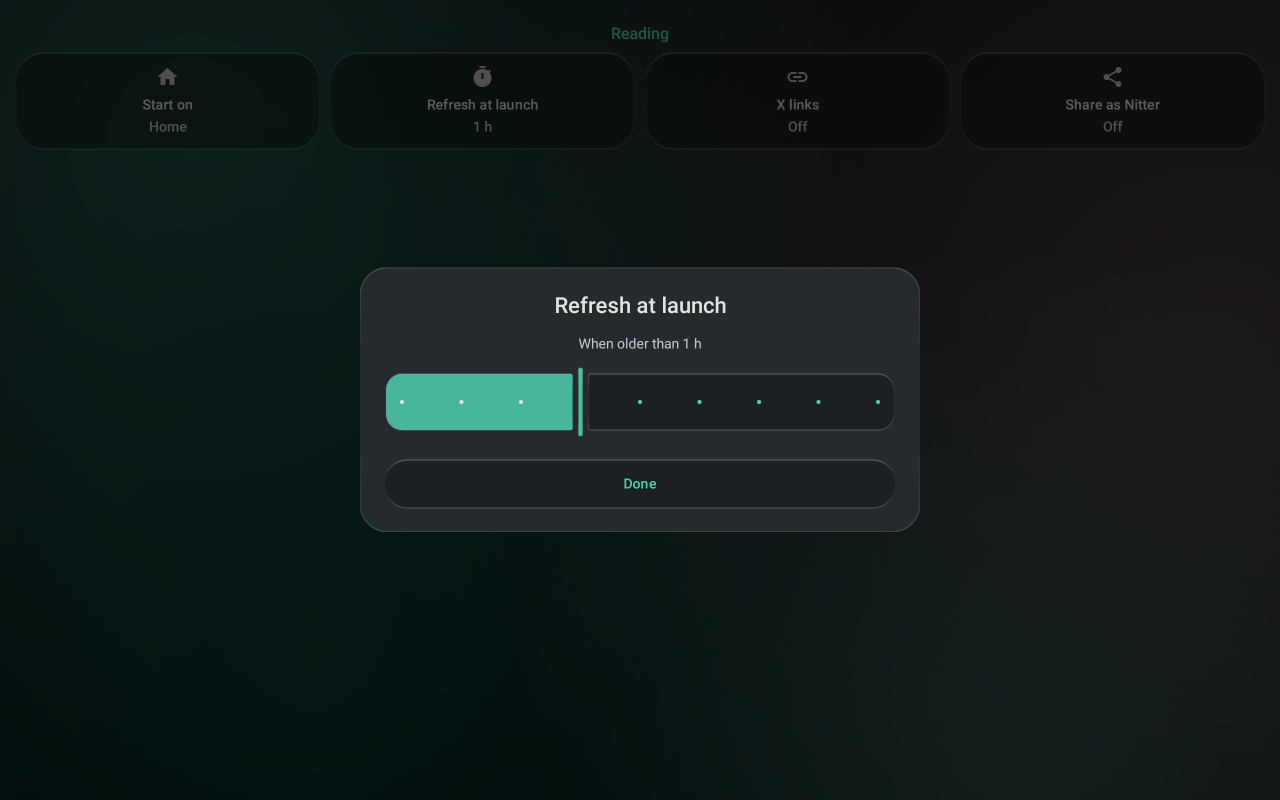 Reading
Start on
Home
Refresh at launch
1 h
X links
Off
Share as Nitter
Off
Refresh at launch
When older than 1 h
Done